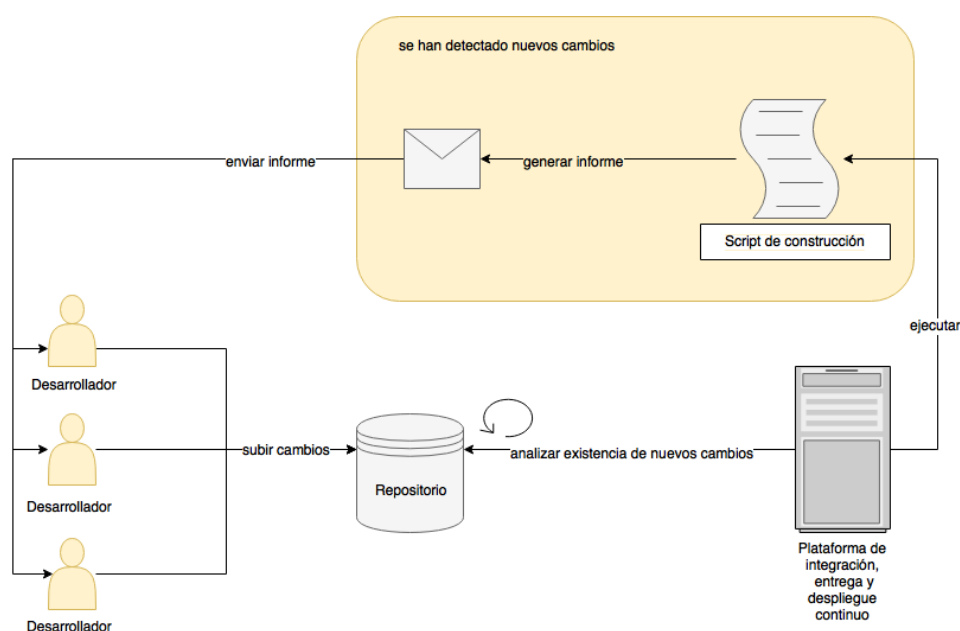 se han detectado nuevos cambios
enviar informe
generar informe
Script de construcción
ejecutar
Desarrollador
subir cambios
analizar existencia de nuevos cambios
Repositorio
Desarrollador
Plataforma de
integración,
entrega y
despliegue
continuo
Desarrollador